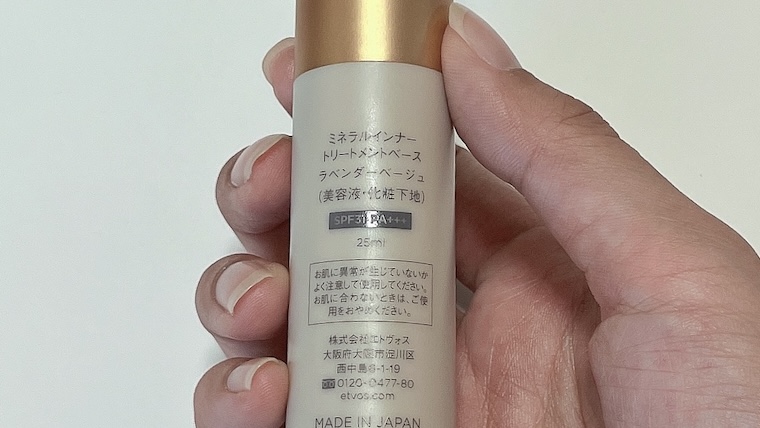 ミネラルインナー
トリートメントベース
ラベンダーベージュ
(美容液・化粧下地)
SPF31 PA+++
25ml
お肌に異常が生じていないか
よく注意して使用してください。
お肌に合わないときは、ご使
用をおやめください。
株式会社エトヴォス
大阪府大阪市淀川区
西中島3-1-19
0120-0477-80
etvos.com
MADE IN JAPAN